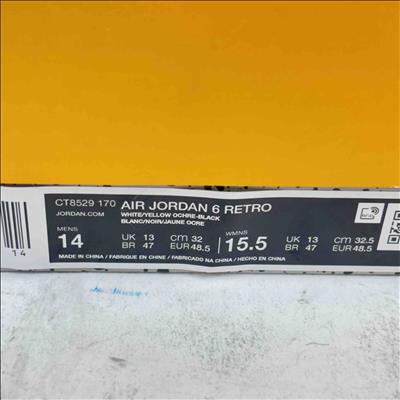 CT8529 170 AIR JORDAN 6 RETRO
JORDAN.COM WHITE/YELLOW OCHRE-BLACK
BLANC/NOIR/JAUNE OCRE
MENS WMNS
14 UK 13 CM 32 15.5 UK 13 CM 32.5
BR 47 EUR 48.5 BR 47 EUR 48.5
MADE IN CHINA / FABRIQUE EN CHINE / FABRICADO NA CHINA / HECHO EN CHINA
14